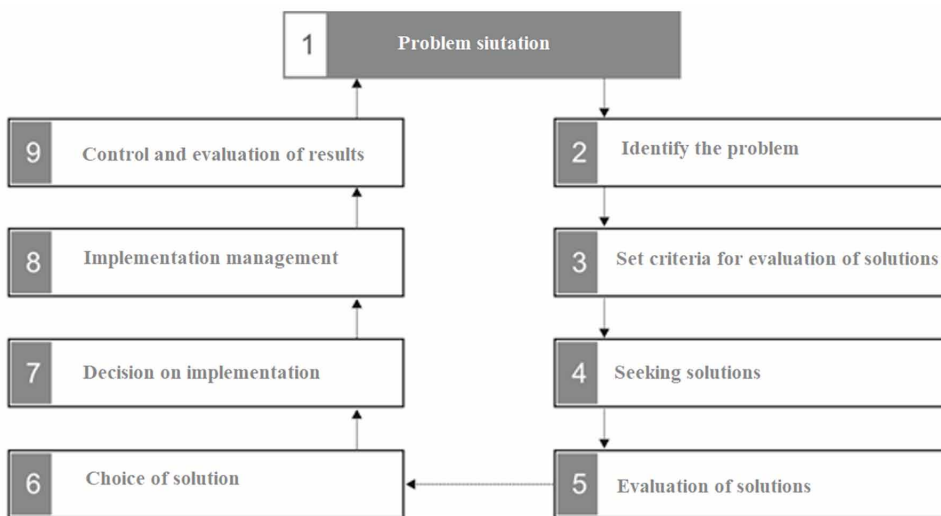 1 Problem siutation
9 Control and evaluation of results
2 Identify the problem
8 Implementation management
3 Set criteria for evaluation of solutions
7 Decision on implementation
4 Seeking solutions
6 Choice of solution
5 Evaluation of solutions